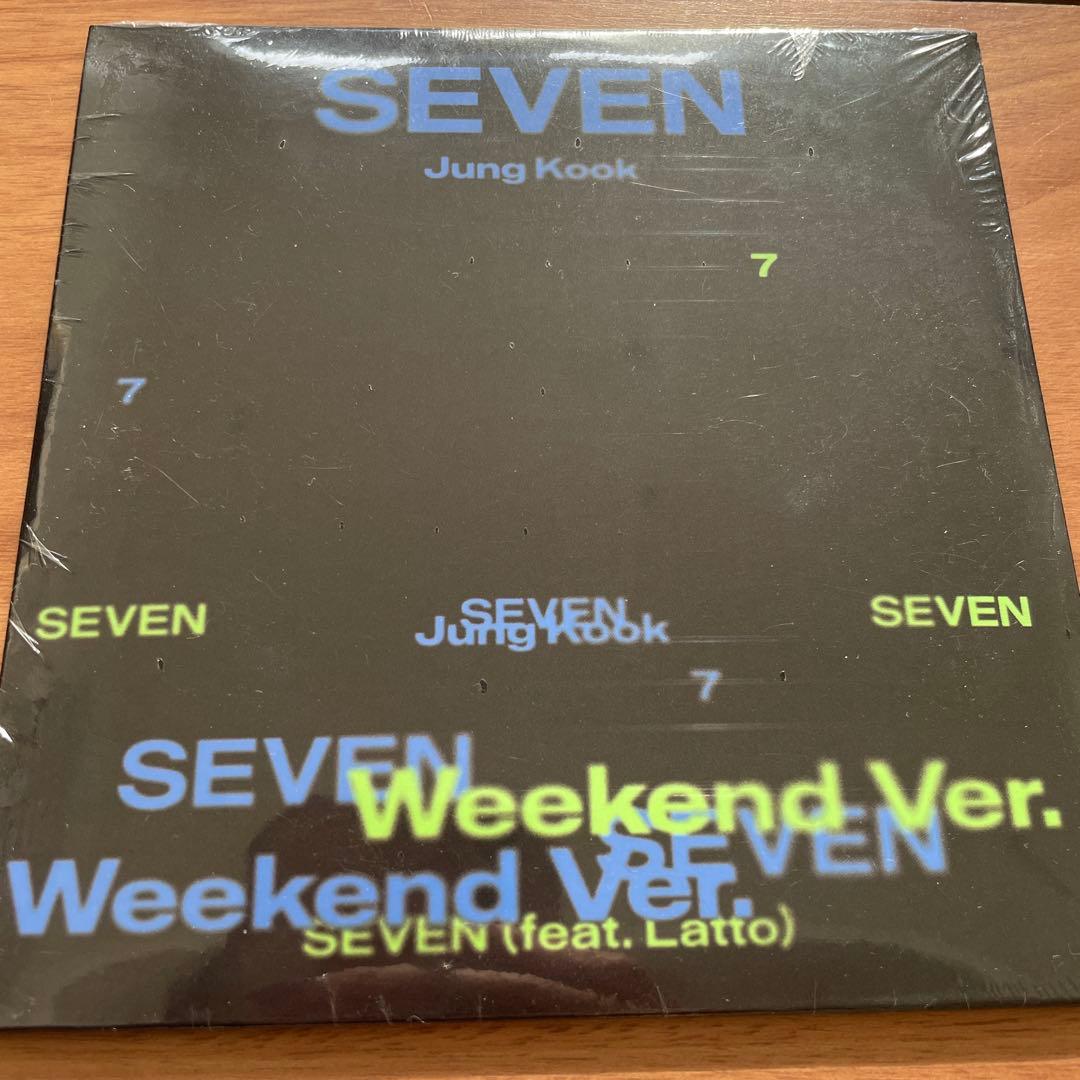 SEVEN
Jung Kook
7
7
SEVEN
SEVEN
Jung Kook
SEVEN
7
SEVEN
Weekend Ver.
SEVEN
Weekend Ver.
SEVEN (feat. Latto)